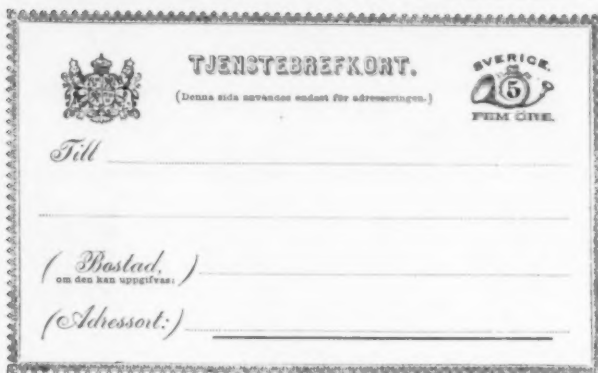 TJENSTEBREFKORT.
(Denna sida användes endast för adresseringen.)
SVERIGE.
5
FEM ÖRE.
Till
(Bostad,
om den kan uppgifvas:)
(Adressort:)